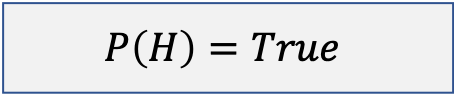 P(H) = True